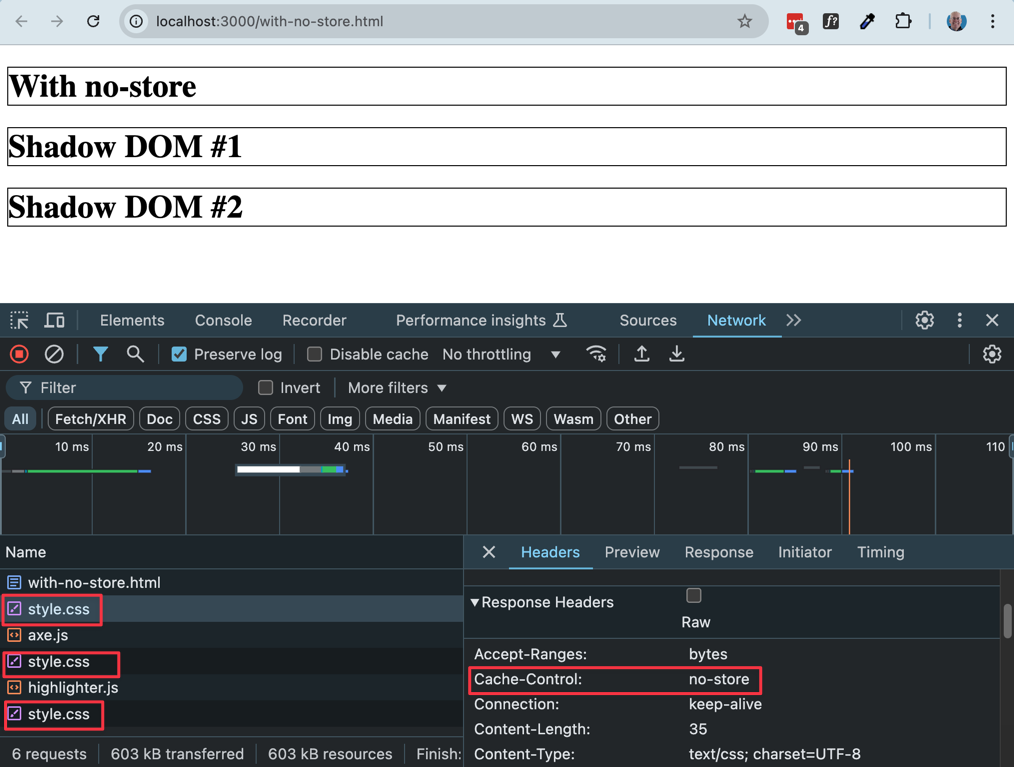 localhost:3000/with-no-store.html
4
f?
With no-store
Shadow DOM #1
Shadow DOM #2
Elements Console Recorder Performance insights Sources Network
Preserve log Disable cache No throttling
Filter Invert More filters
All Fetch/XHR Doc CSS JS Font Img Media Manifest WS Wasm Other
10 ms 20 ms 30 ms 40 ms 50 ms 60 ms 70 ms 80 ms 90 ms 100 ms 110
Name
with-no-store.html
style.css
axe.js
style.css
highlighter.js
style.css
6 requests 603 kB transferred 603 kB resources Finish:
Headers Preview Response Initiator Timing
Response Headers
Raw
Accept-Ranges: bytes
Cache-Control: no-store
Connection: keep-alive
Content-Length: 35
Content-Type: text/css; charset=UTF-8